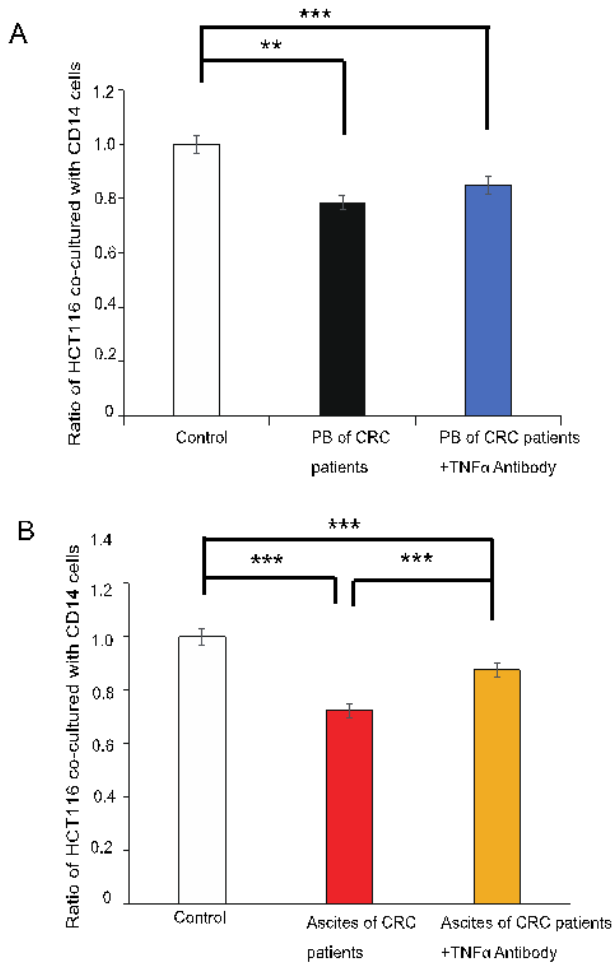 A
***
**
Ratio of HCT116 co-cultured with CD14 cells
1.2
1.0
0.8
0.6
0.4
0.2
0
Control
PB of CRC
patients
PB of CRC patients
+TNFα Antibody
B
***
***
***
Ratio of HCT116 co-cultured with CD14 cells
1.4
1.2
1.0
0.8
0.6
0.4
0.2
0
Control
Ascites of CRC
patients
Ascites of CRC patients
+TNFα Antibody